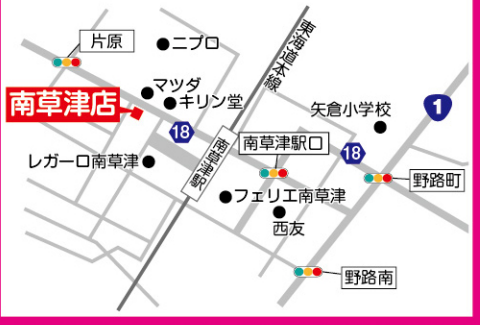 片原
ニプロ
東海道本線
マツダ
キリン堂
南草津店
矢倉小学校
1
18
南草津駅口
18
レガーロ南草津
南草津駅
野路町
フェリエ南草津
西友
野路南